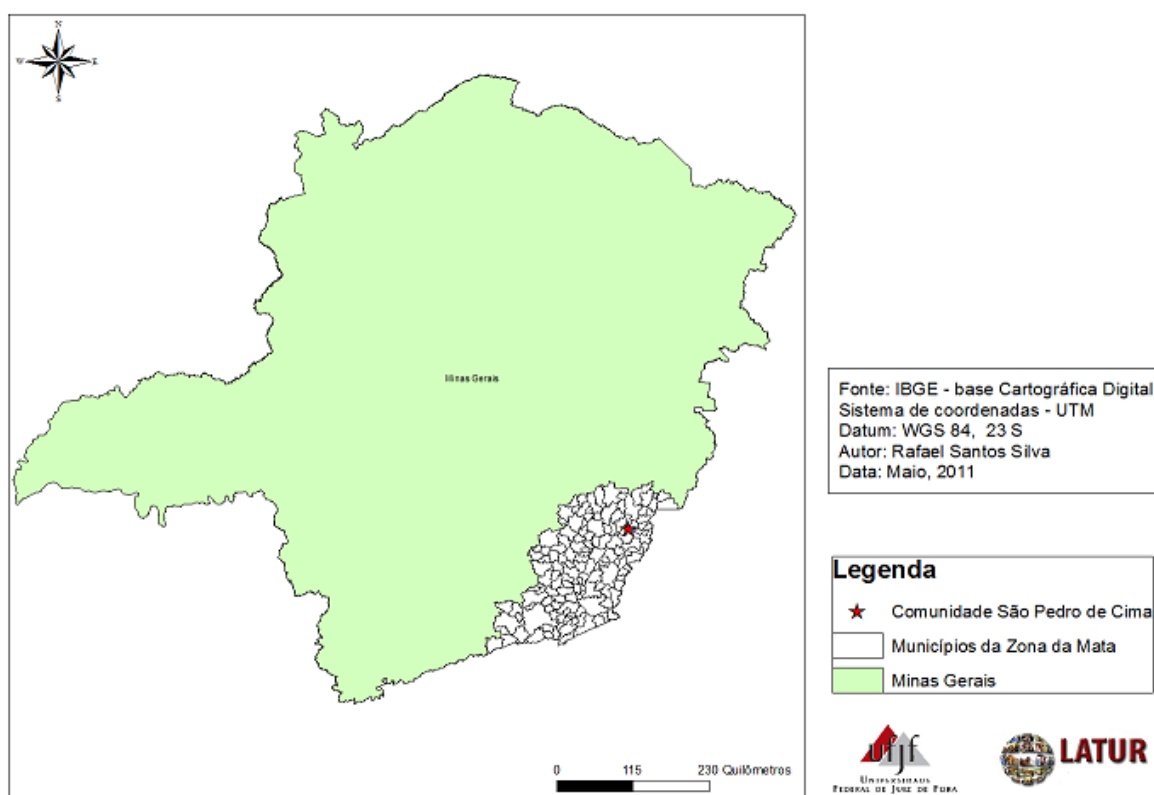 N
W E
S
Minas Gerais
0 115 230 Quilômetros
Fonte: IBGE - base Cartográfica Digital
Sistema de coordenadas - UTM
Datum: WGS 84, 23 S
Autor: Rafael Santos Silva
Data: Maio, 2011
Legenda
Comunidade São Pedro de Cima
Municípios da Zona da Mata
Minas Gerais
ufjf
UNIVERSIDADE
FEDERAL DE JUIZ DE FORA
LATUR